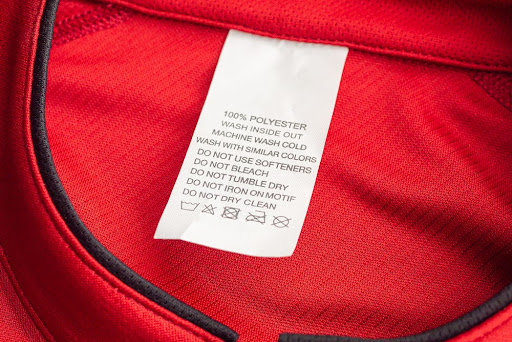 100% POLYESTER
WASH INSIDE OUT
MACHINE WASH COLD
WASH WITH SIMILAR COLORS
DO NOT USE SOFTENERS
DO NOT BLEACH
DO NOT TUMBLE DRY
DO NOT IRON ON MOTIF
DO NOT DRY CLEAN